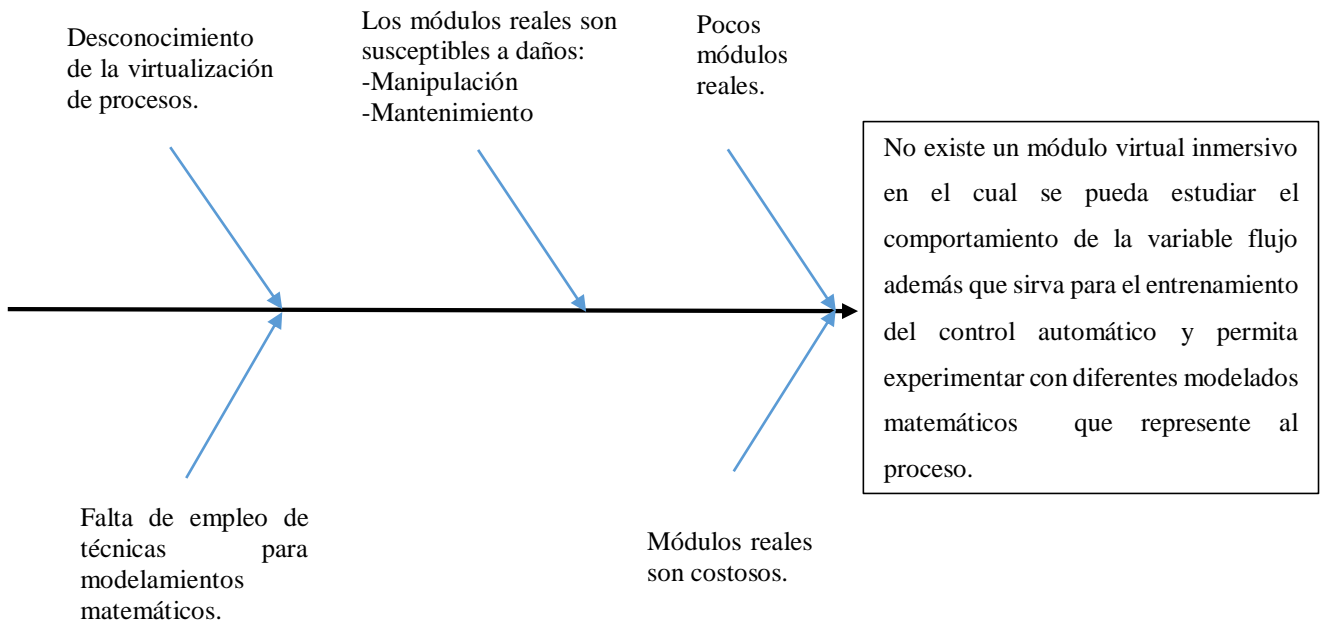 Desconocimiento
de la virtualización
de procesos.
Los módulos reales son
susceptibles a daños:
-Manipulación
-Mantenimiento
Pocos
módulos
reales.
No existe un módulo virtual inmersivo
en el cual se pueda estudiar el
comportamiento de la variable flujo
además que sirva para el entrenamiento
del control automático y permita
experimentar con diferentes modelados
matemáticos que represente al
proceso.
Falta de empleo de
técnicas para
modelamientos
matemáticos.
Módulos reales
son costosos.